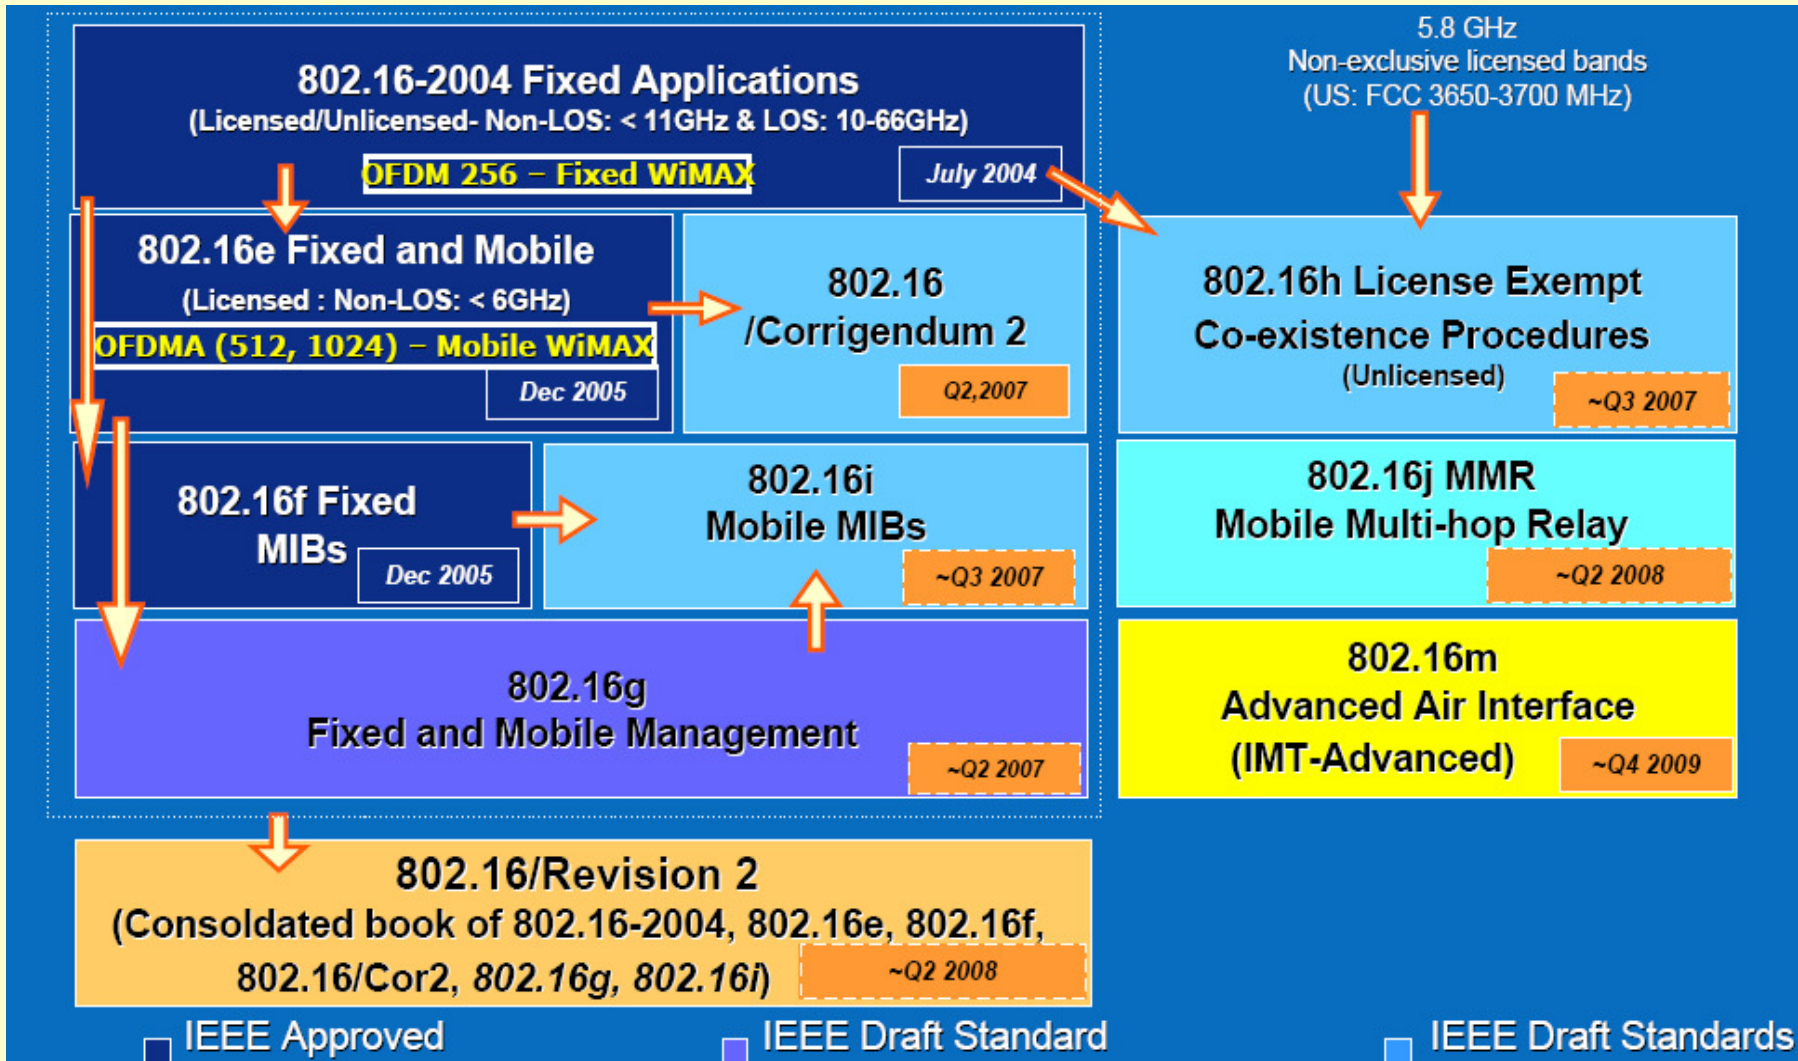 802.16-2004 Fixed Applications
(Licensed/Unlicensed- Non-LOS: < 11GHz & LOS: 10-66GHz)
OFDM 256 – Fixed WiMAX
July 2004
5.8 GHz
Non-exclusive licensed bands
(US: FCC 3650-3700 MHz)
802.16e Fixed and Mobile
(Licensed : Non-LOS: < 6GHz)
OFDMA (512, 1024) – Mobile WiMAX
Dec 2005
802.16
/Corrigendum 2
Q2,2007
802.16h License Exempt
Co-existence Procedures
(Unlicensed)
~Q3 2007
802.16f Fixed
MIBs
Dec 2005
802.16i
Mobile MIBs
~Q3 2007
802.16j MMR
Mobile Multi-hop Relay
~Q2 2008
802.16g
Fixed and Mobile Management
~Q2 2007
802.16m
Advanced Air Interface
(IMT-Advanced)
~Q4 2009
802.16/Revision 2
(Consoldated book of 802.16-2004, 802.16e, 802.16f,
802.16/Cor2, 802.16g, 802.16i)
~Q2 2008
IEEE Approved
IEEE Draft Standard
IEEE Draft Standards